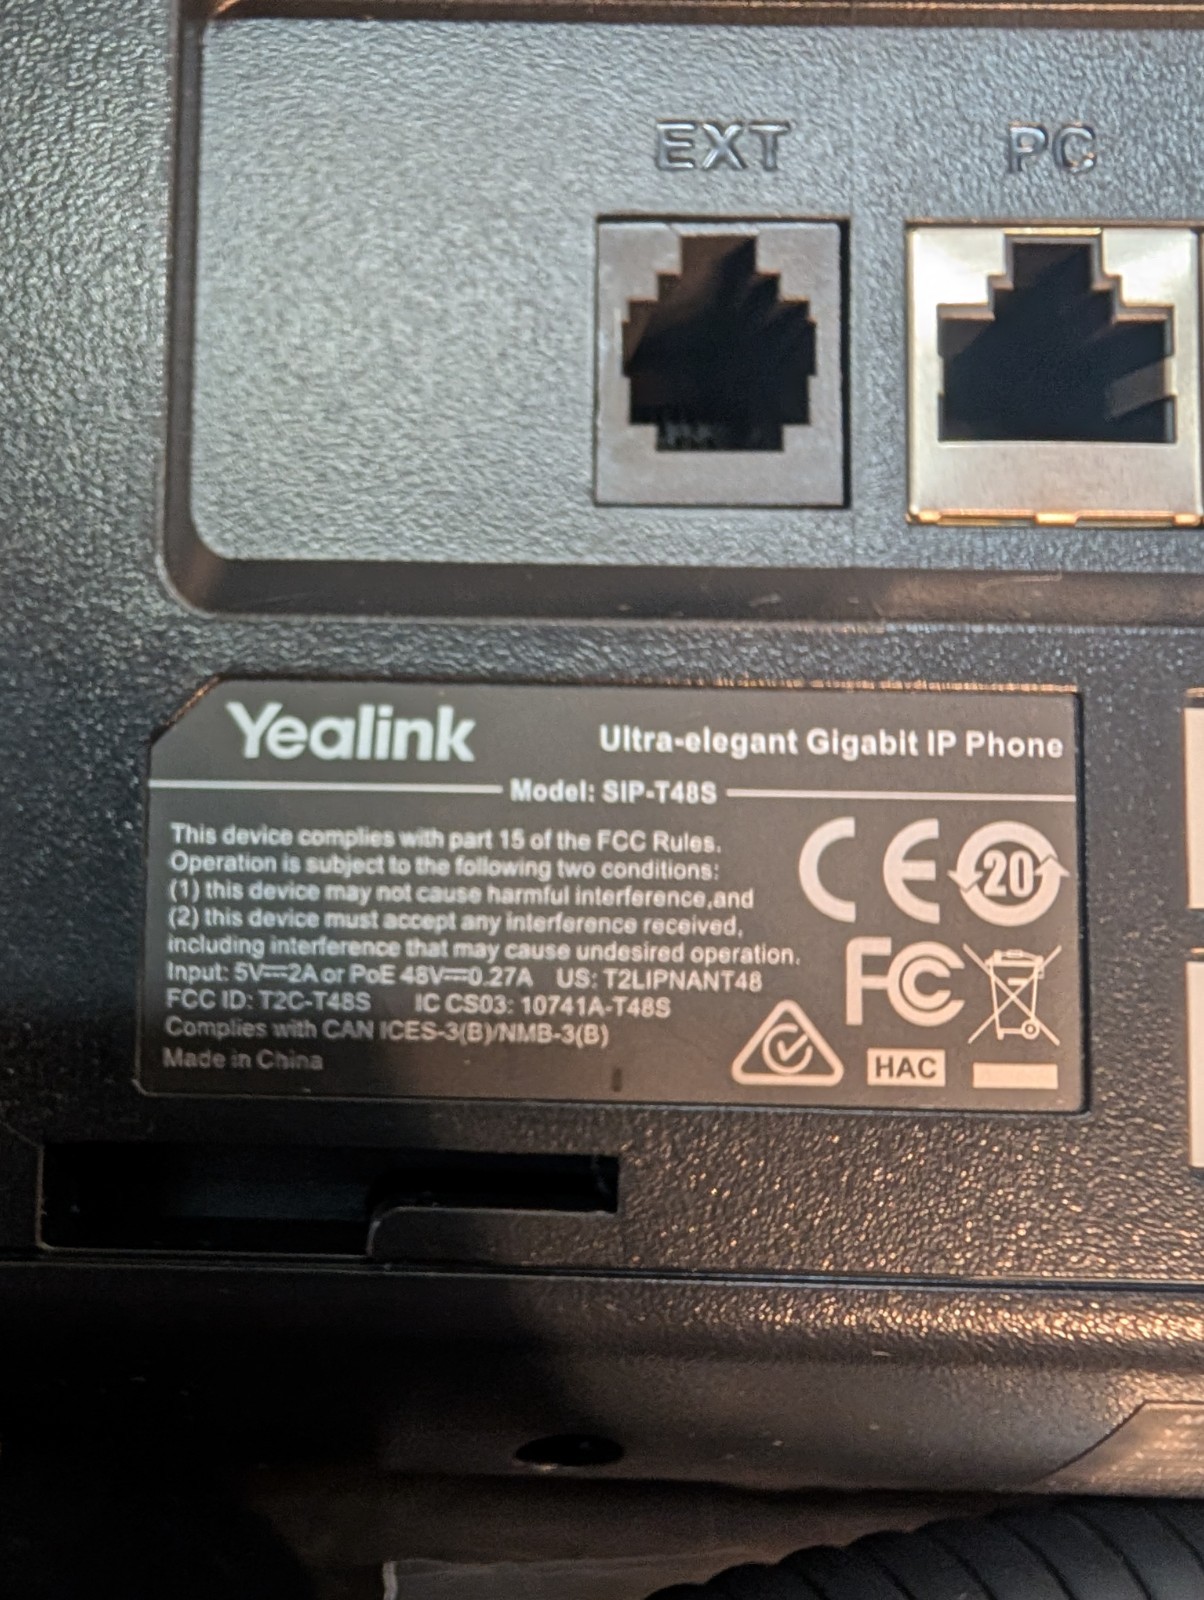 EXT PC
Yealink Ultra-elegant Gigabit IP Phone
Model: SIP-T48S
This device complies with part 15 of the FCC Rules.
Operation is subject to the following two conditions:
(1) this device may not cause harmful interference,and
(2) this device must accept any interference received,
including interference that may cause undesired operation.
Input: 5V⎓2A or PoE 48V⎓0.27A US: T2LIPNANT48
FCC ID: T2C-T48S IC CS03: 10741A-T48S
Complies with CAN ICES-3(B)/NMB-3(B)
Made in China
CE 20
FC
HAC